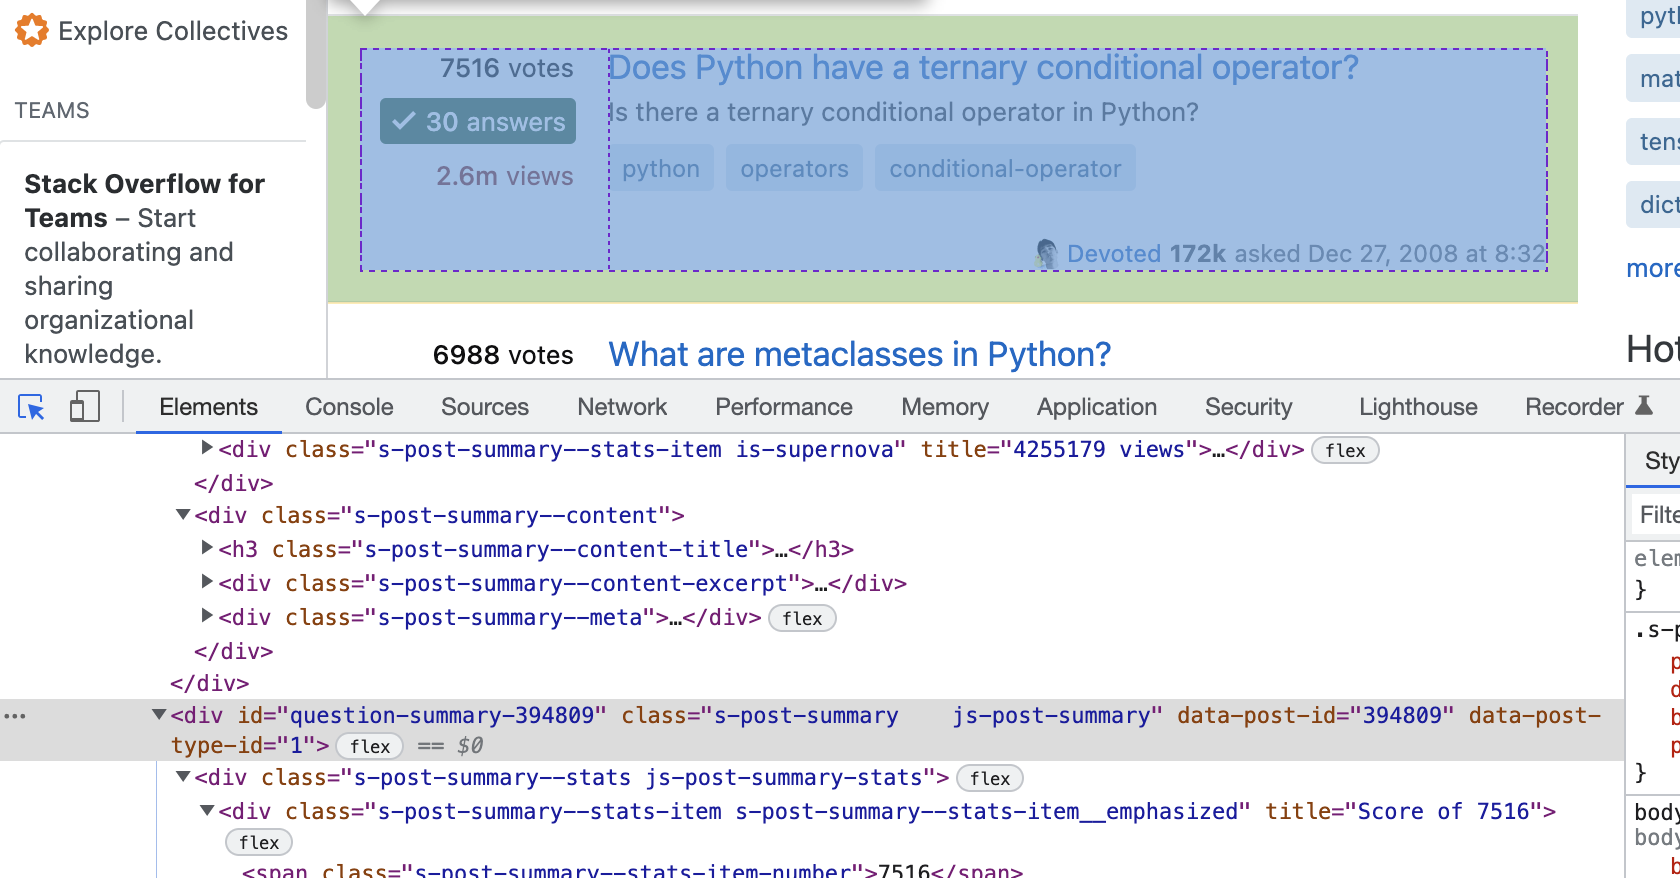 Explore Collectives
TEAMS
Stack Overflow for
Teams – Start
collaborating and
sharing
organizational
knowledge.
7516 votes
30 answers
2.6m views
Does Python have a ternary conditional operator?
Is there a ternary conditional operator in Python?
python operators conditional-operator
Devoted 172k asked Dec 27, 2008 at 8:32
6988 votes
What are metaclasses in Python?
more
Elements Console Sources Network Performance Memory Application Security Lighthouse Recorder
<div class="s-post-summary--stats-item is-supernova" title="4255179 views">…</div> flex
</div>
<div class="s-post-summary--content">
<h3 class="s-post-summary--content-title">…</h3>
<div class="s-post-summary--content-excerpt">…</div>
<div class="s-post-summary--meta">…</div> flex
</div>
</div>
<div id="question-summary-394809" class="s-post-summary    js-post-summary" data-post-id="394809" data-post-
type-id="1"> flex == $0
<div class="s-post-summary--stats js-post-summary-stats"> flex
<div class="s-post-summary--stats-item s-post-summary--stats-item__emphasized" title="Score of 7516">
flex
<span class="s-post-summary--stats-item-number">7516</span>
}
}
body
body